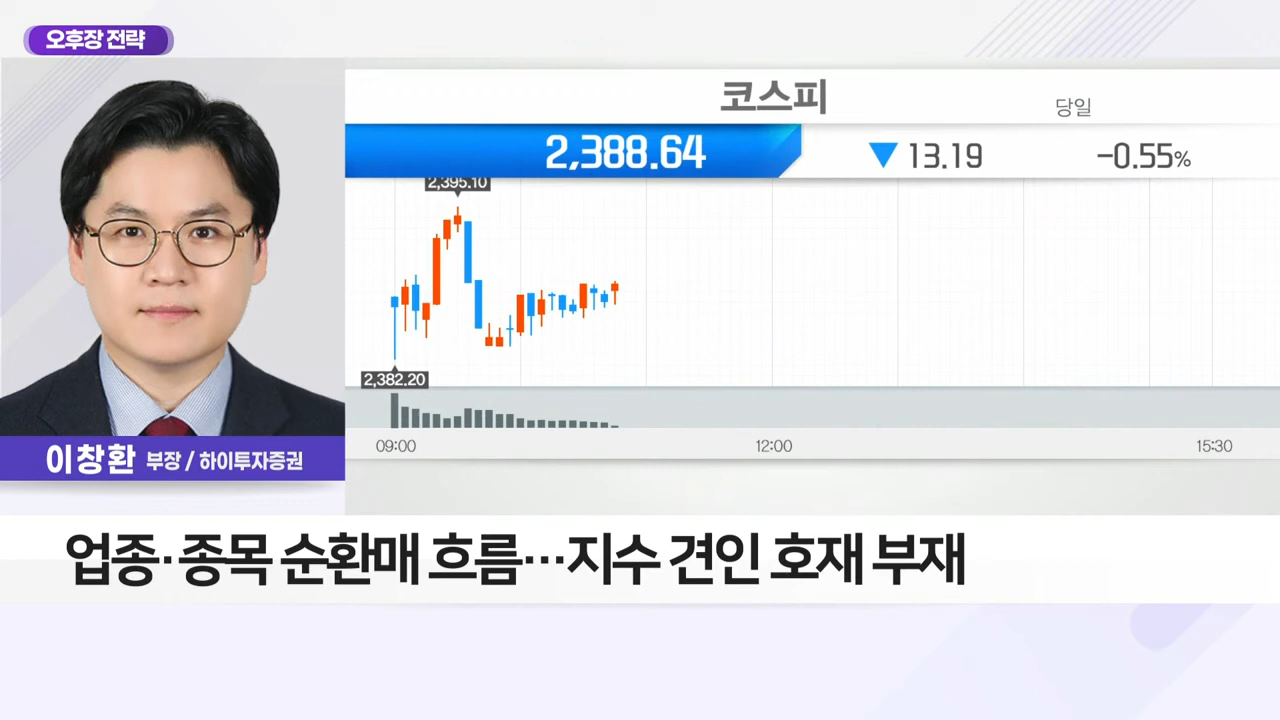 오후장 전략
코스피
당일
2,388.64
▼ 13.19
-0.55%
2,395.10
2,382.20
09:00
12:00
15:30
이창환 부장 / 하이투자증권
업종·종목 순환매 흐름…지수 견인 호재 부재